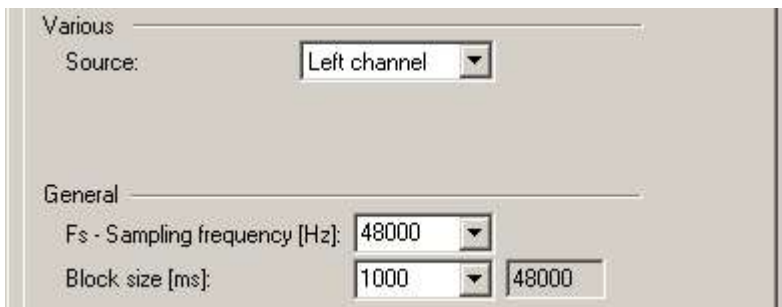 Various
Source: Left channel
General
Fs - Sampling frequency [Hz]: 48000
Block size [ms]: 1000 48000